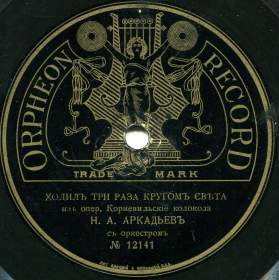 ORPHEON RECORD
TRADE MARK
ХОДИЛЪ ТРИ РАЗА КРУГОМЪ СВѢТА
изъ опер. Корневильскіе колокола
Н. А. АРКАДЬЕВЪ
съ оркестромъ
№ 12141